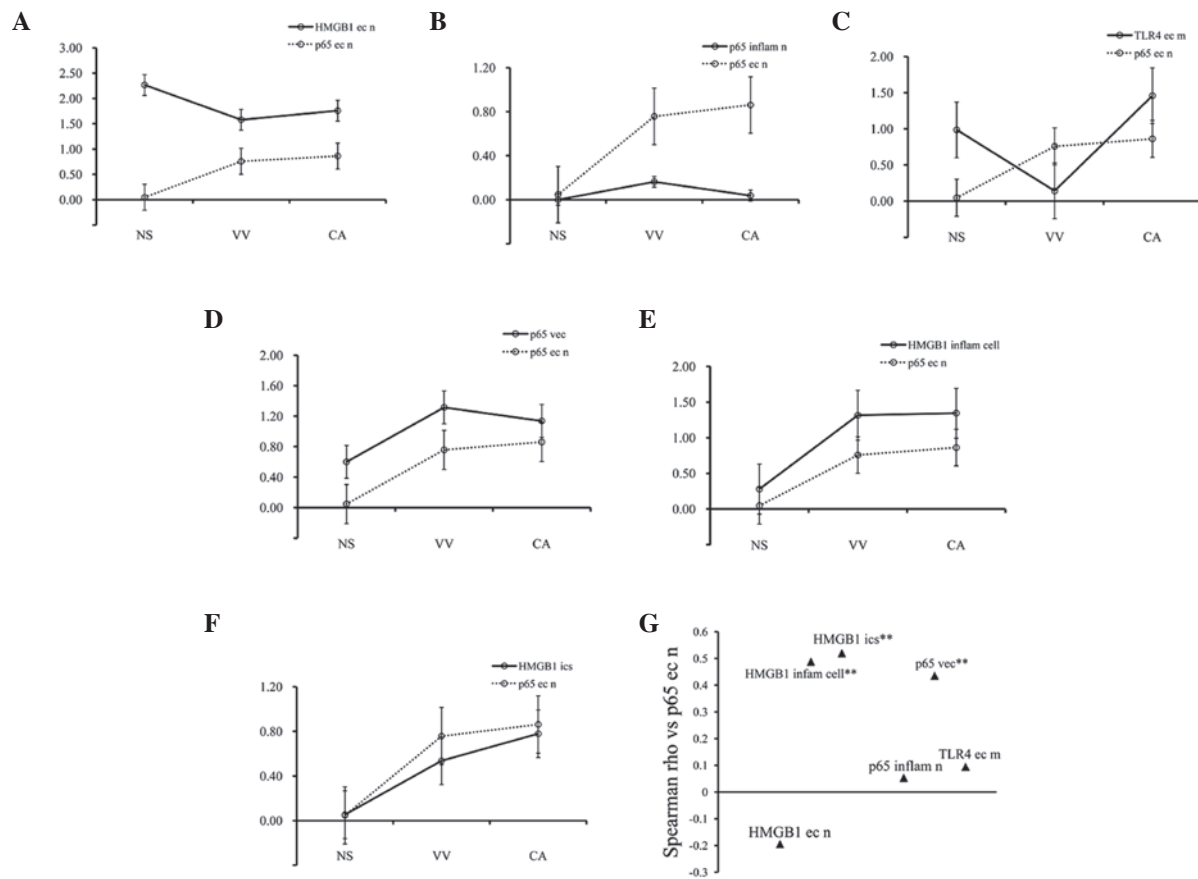 A
HMGB1 ec n
p65 ec n
3.00
2.50
2.00
1.50
1.00
0.50
0.00
NS VV CA
B
p65 inflam n
p65 ec n
1.20
0.80
0.40
0.00
NS VV CA
C
TLR4 ec m
p65 ec n
2.00
1.50
1.00
0.50
0.00
NS VV CA
D
p65 vec
p65 ec n
2.00
1.60
1.20
0.80
0.40
0.00
NS VV CA
E
HMGB1 inflam cell
p65 ec n
2.00
1.50
1.00
0.50
0.00
NS VV CA
F
HMGB1 ics
p65 ec n
1.20
0.80
0.40
0.00
NS VV CA
G
Spearman rho vs p65 ec n
0.6
0.5
0.4
0.3
0.2
0.1
0
-0.1
-0.2
-0.3
HMGB1 ics**
HMGB1 infam cell**
p65 vec**
TLR4 ec m
p65 inflam n
HMGB1 ec n